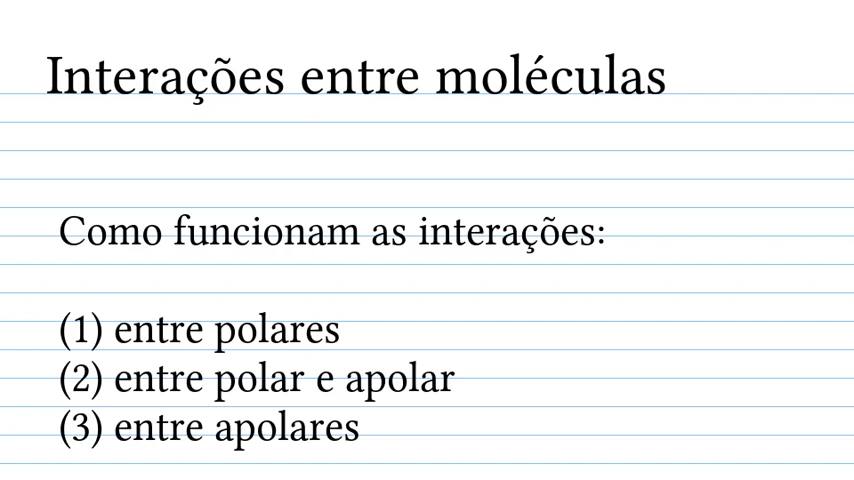 Interações entre moléculas
Como funcionam as interações:
(1) entre polares
(2) entre polar e apolar
(3) entre apolares